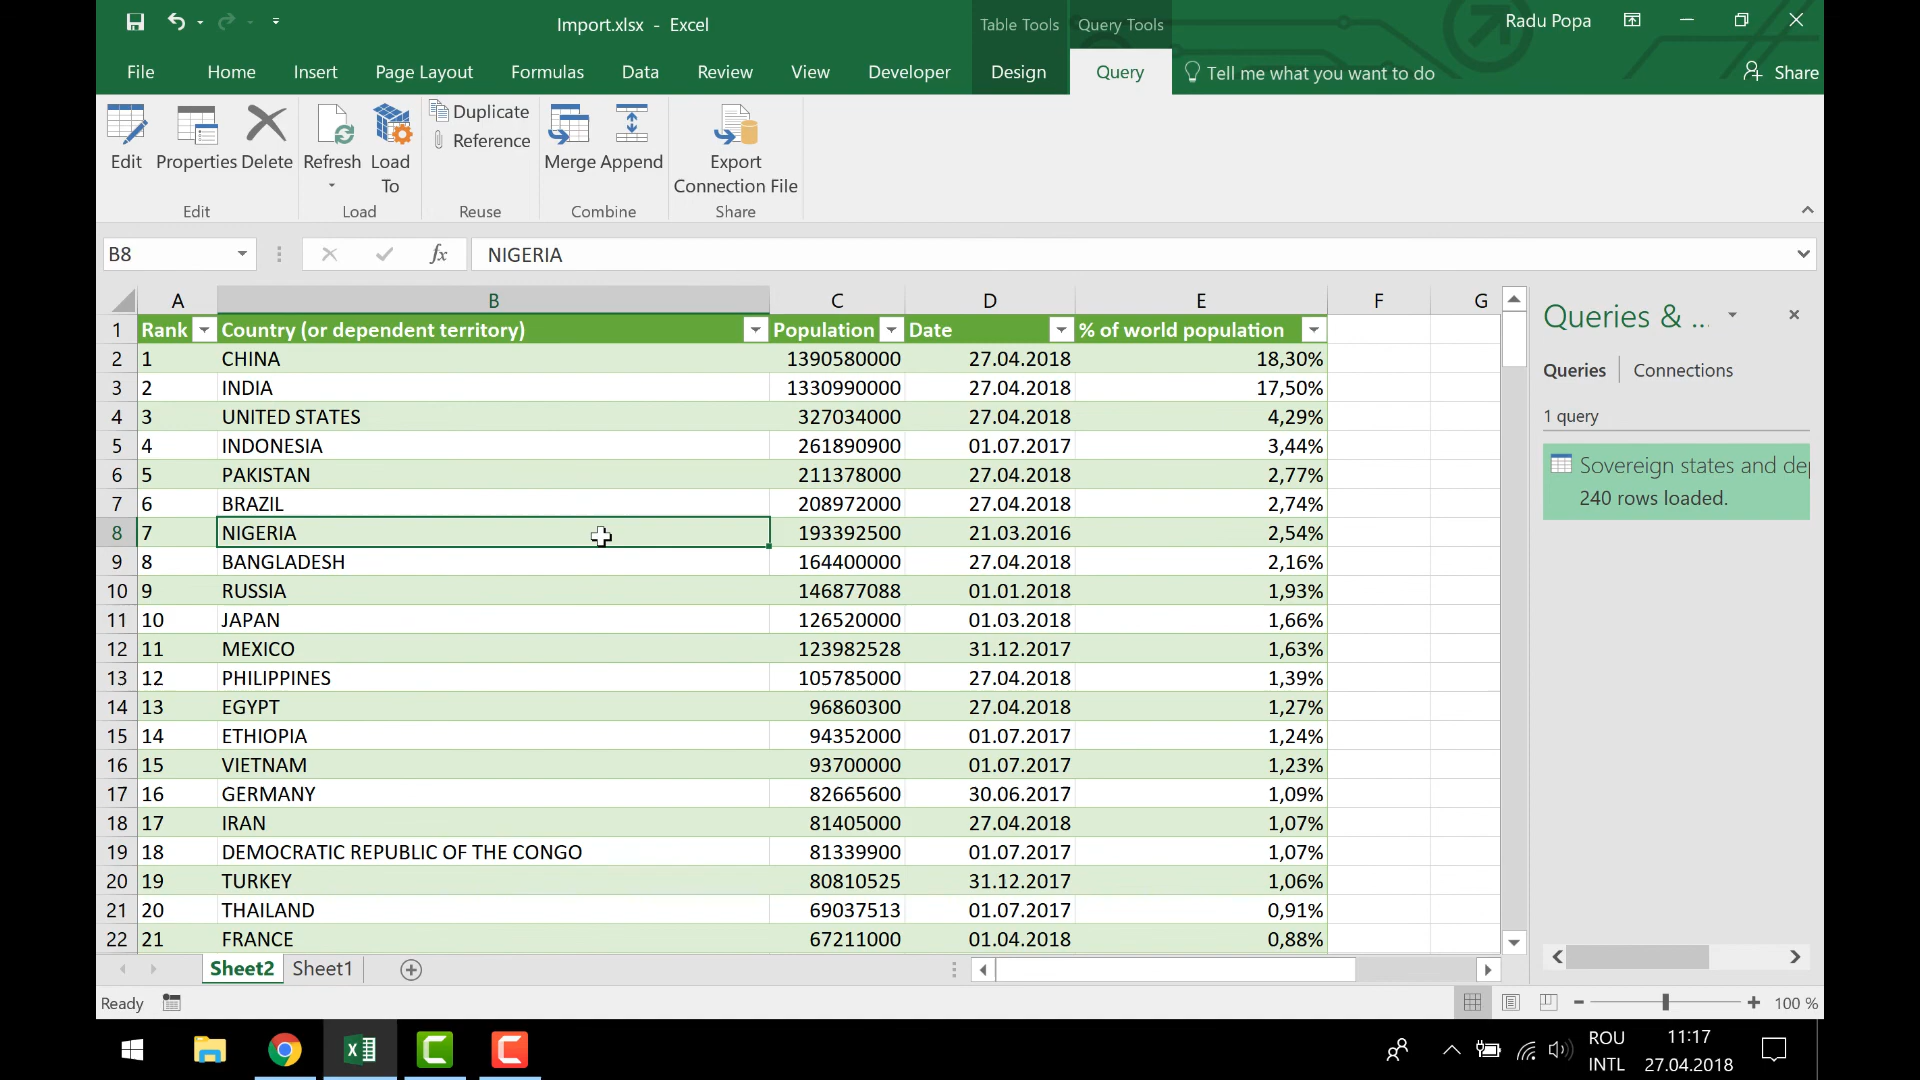 Import.xlsx - Excel
Table Tools
Query Tools
Radu Popa
File Home Insert Page Layout Formulas Data Review View Developer Design Query Tell me what you want to do Share
Edit
Properties
Delete
Refresh
Load To
Duplicate
Reference
Merge
Append
Export Connection File
Edit Load Reuse Combine Share
B8 fx NIGERIA
A B C D E F G
1 Rank Country (or dependent territory) Population Date % of world population
2 1 CHINA 1390580000 27.04.2018 18,30%
3 2 INDIA 1330990000 27.04.2018 17,50%
4 3 UNITED STATES 327034000 27.04.2018 4,29%
5 4 INDONESIA 261890900 01.07.2017 3,44%
6 5 PAKISTAN 211378000 27.04.2018 2,77%
7 6 BRAZIL 208972000 27.04.2018 2,74%
8 7 NIGERIA 193392500 21.03.2016 2,54%
9 8 BANGLADESH 164400000 27.04.2018 2,16%
10 9 RUSSIA 146877088 01.01.2018 1,93%
11 10 JAPAN 126520000 01.03.2018 1,66%
12 11 MEXICO 123982528 31.12.2017 1,63%
13 12 PHILIPPINES 105785000 27.04.2018 1,39%
14 13 EGYPT 96860300 27.04.2018 1,27%
15 14 ETHIOPIA 94352000 01.07.2017 1,24%
16 15 VIETNAM 93700000 01.07.2017 1,23%
17 16 GERMANY 82665600 30.06.2017 1,09%
18 17 IRAN 81405000 27.04.2018 1,07%
19 18 DEMOCRATIC REPUBLIC OF THE CONGO 81339900 01.07.2017 1,07%
20 19 TURKEY 80810525 31.12.2017 1,06%
21 20 THAILAND 69037513 01.07.2017 0,91%
22 21 FRANCE 67211000 01.04.2018 0,88%
Queries & ...
Queries Connections
1 query
Sovereign states and dep
240 rows loaded.
Sheet2 Sheet1
Ready
100 %
ROU 11:17
INTL 27.04.2018